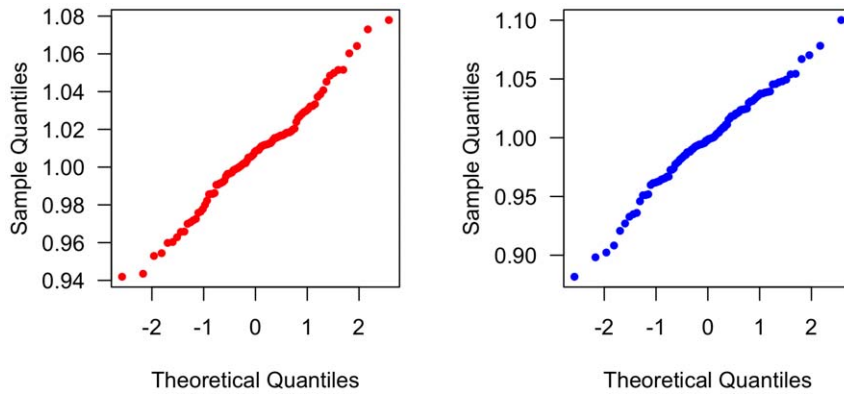 1.08
1.06
1.04
1.02
1.00
0.98
0.96
0.94
Sample Quantiles
-2 -1 0 1 2
Theoretical Quantiles
1.10
1.05
1.00
0.95
0.90
Sample Quantiles
-2 -1 0 1 2
Theoretical Quantiles